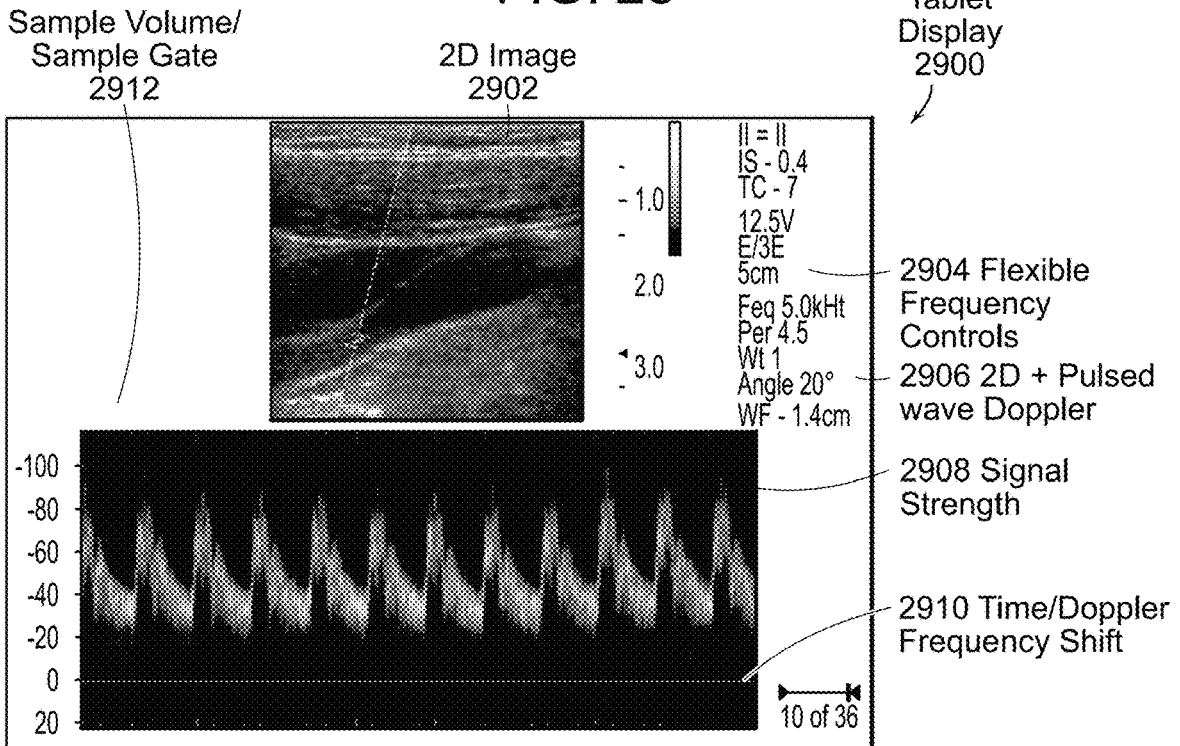 Sample Volume/
Sample Gate
2912
2D Image
2902
Tablet
Display
2900
1.0
2.0
3.0
|| = ||
IS - 0.4
TC - 7
12.5V
E/3E
5cm
Feq 5.0kHt
Per 4.5
Wt 1
Angle 20°
WF - 1.4cm
2904 Flexible
Frequency
Controls
2906 2D + Pulsed
wave Doppler
2908 Signal
Strength
2910 Time/Doppler
Frequency Shift
-100
-80
-60
-40
-20
0
20
10 of 36